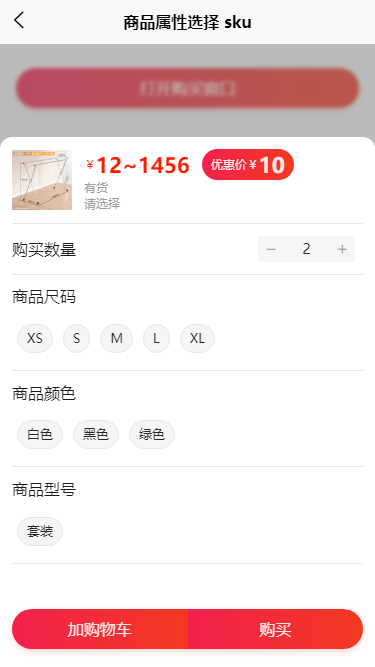 商品属性选择 sku
打开购买窗口
¥12~1456 优惠价¥10
有货
请选择
购买数量 − 2 +
商品尺码
XS S M L XL
商品颜色
白色 黑色 绿色
商品型号
套装
加购物车 购买